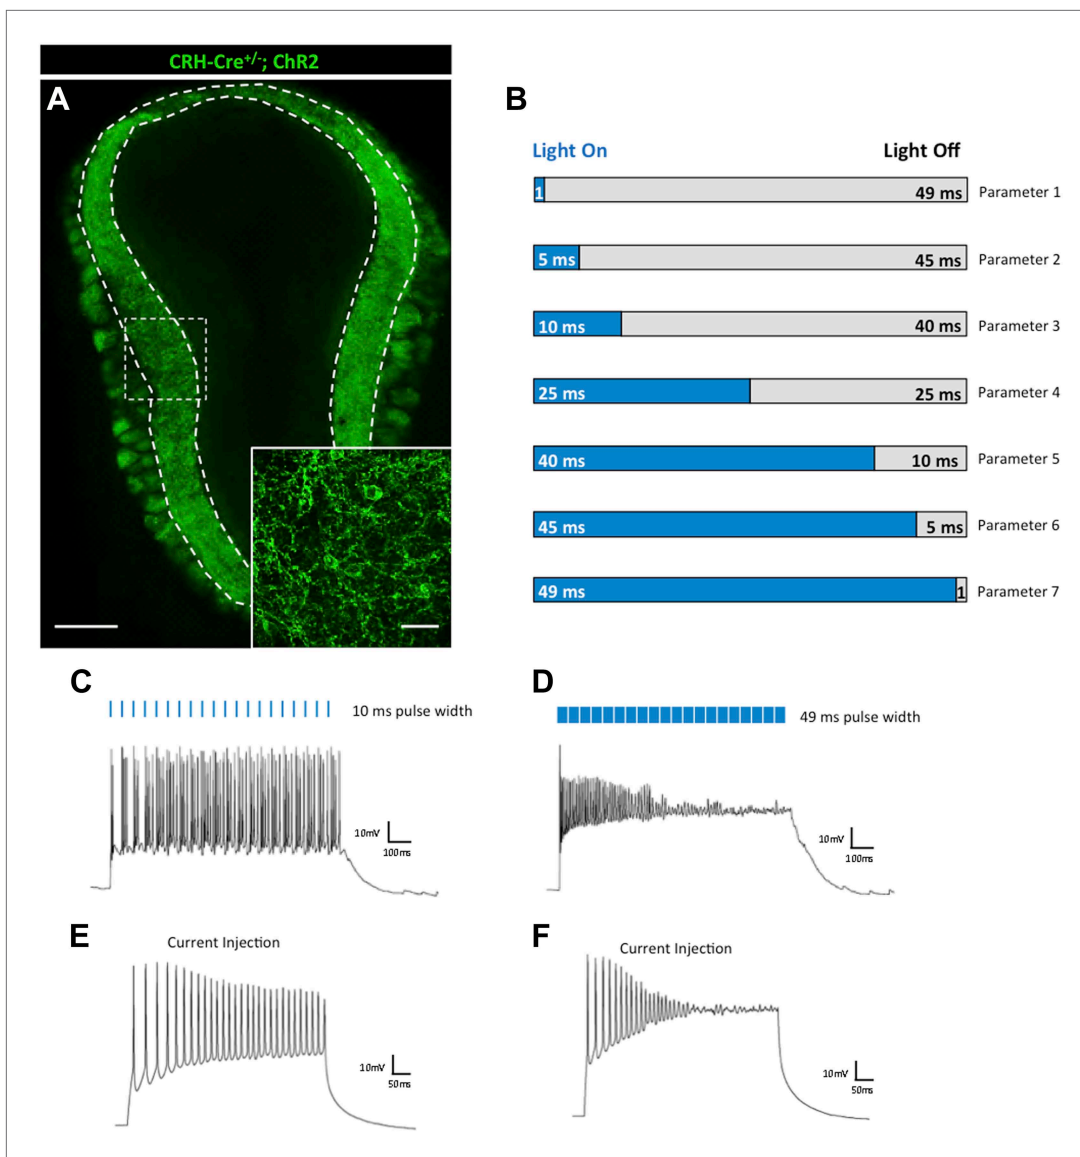 CRH-Cre+/-; ChR2
A
B
Light On Light Off
1 49 ms Parameter 1
5 ms 45 ms Parameter 2
10 ms 40 ms Parameter 3
25 ms 25 ms Parameter 4
40 ms 10 ms Parameter 5
45 ms 5 ms Parameter 6
49 ms 1 Parameter 7
C
10 ms pulse width
10mV
100ms
D
49 ms pulse width
10mV
100ms
E
Current Injection
10mV
50ms
F
Current Injection
10mV
50ms